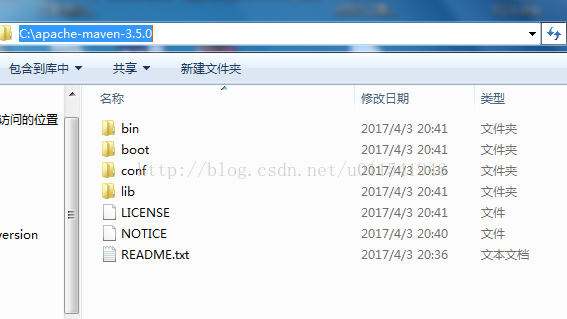 C:\apache-maven-3.5.0
包含到库中 共享 新建文件夹
名称 修改日期 类型
访问的位置
bin 2017/4/3 20:41 文件夹
boot 2017/4/3 20:41 文件夹
conf 2017/4/3 20:36 文件夹
lib 2017/4/3 20:41 文件夹
LICENSE 2017/4/3 20:41 文件
version NOTICE 2017/4/3 20:40 文件
README.txt 2017/4/3 20:36 文本文档
http://blog.csdn.net/